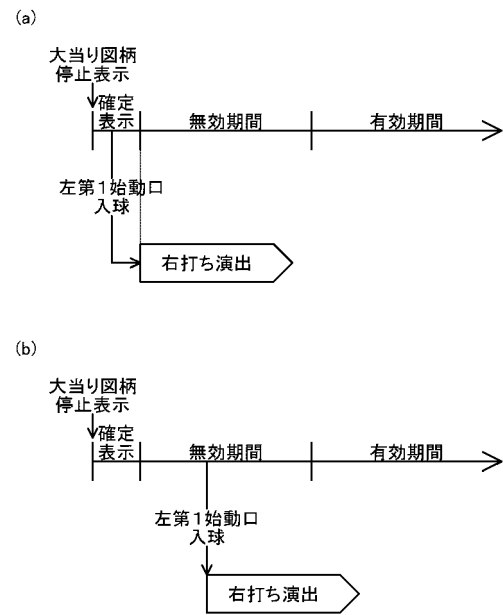 (a)
大当り図柄
停止表示
確定
表示
無効期間
有効期間
左第1始動口
入球
右打ち演出
(b)
大当り図柄
停止表示
確定
表示
無効期間
有効期間
左第1始動口
入球
右打ち演出